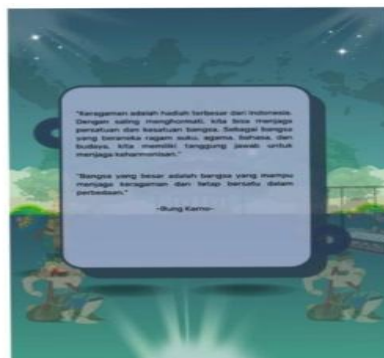 "Keragaman adalah hadiah terbesar dari Indonesia.
Dengan saling menghormati, kita bisa menjaga
persatuan dan kesatuan bangsa. Sebagai bangsa
yang beraneka ragam suku, agama, bahasa, dan
budaya, kita memiliki tanggung jawab untuk
menjaga keharmonisan."
"Bangsa yang besar adalah bangsa yang mampu
menjaga keragaman dan tetap bersatu dalam
perbedaan."
-Bung Karno-